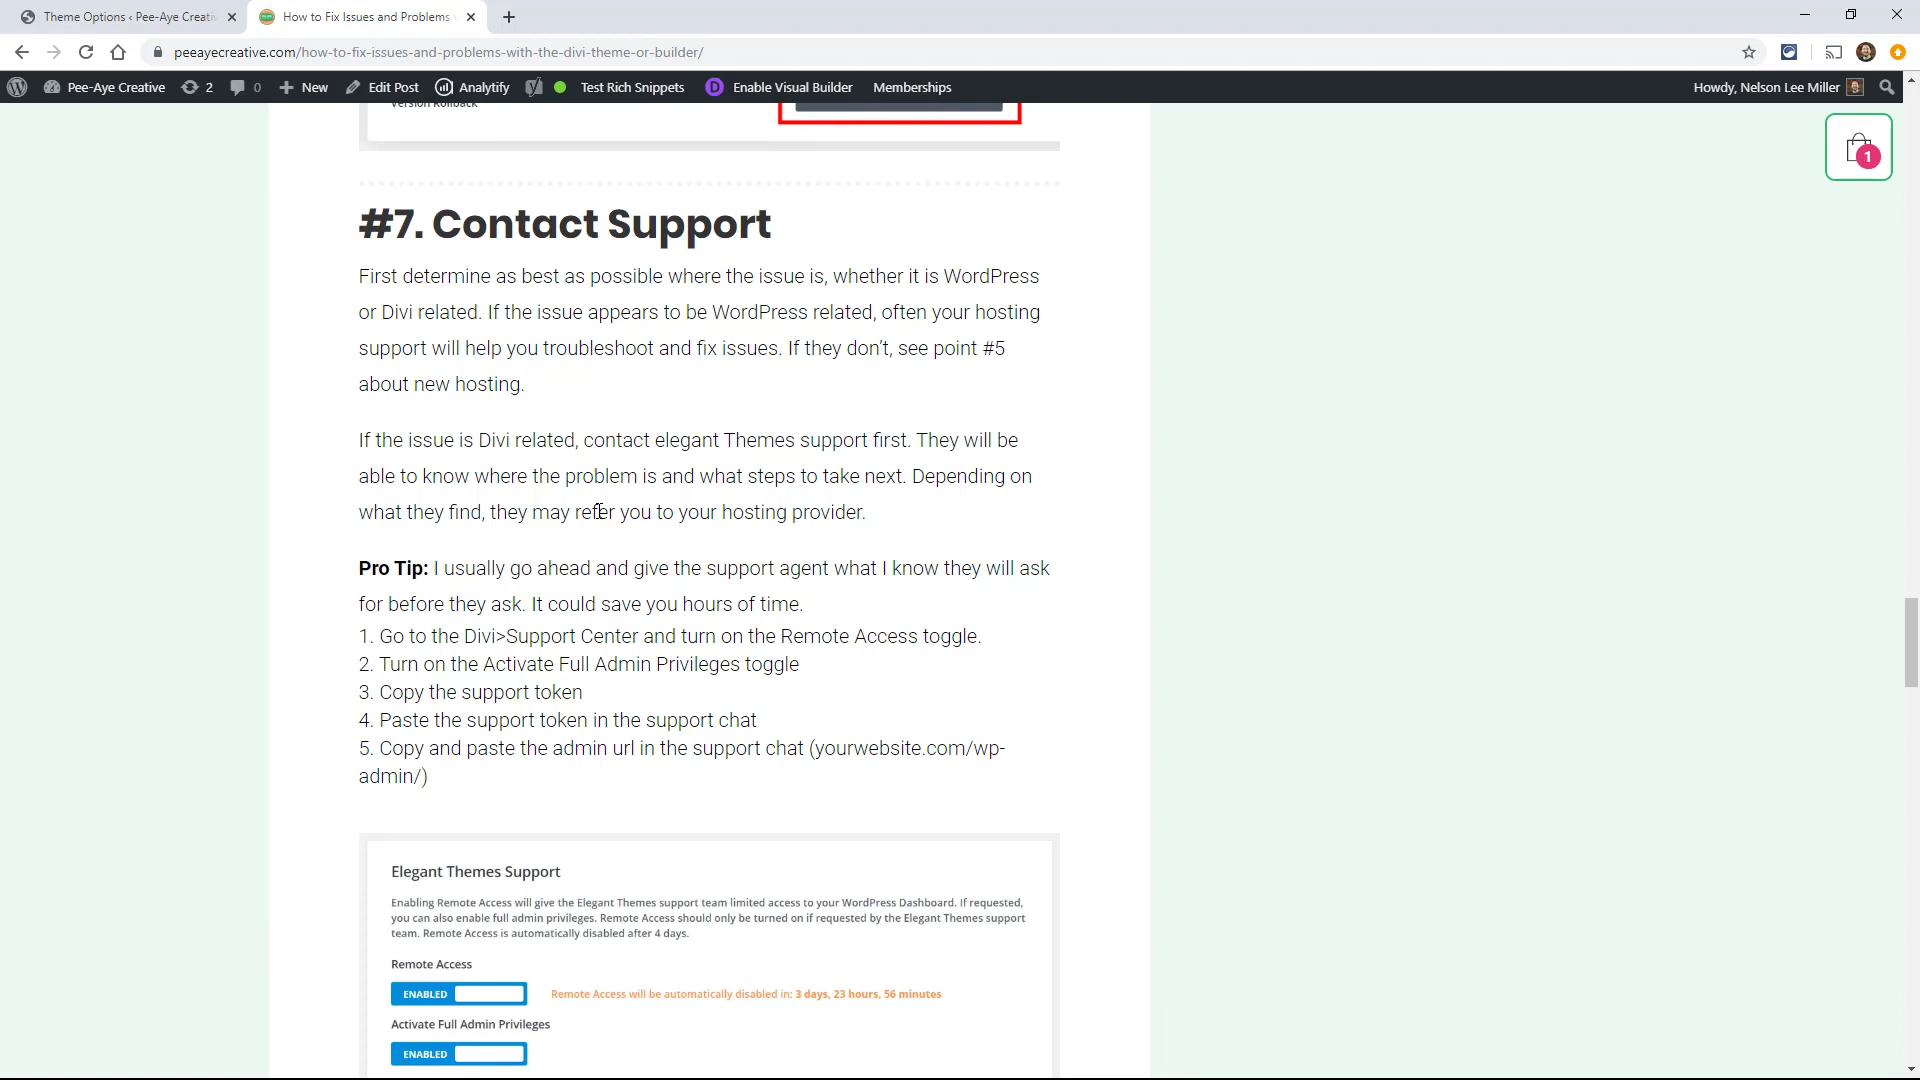 Theme Options ‹ Pee-Aye Creativ
How to Fix Issues and Problems
peeayecreative.com/how-to-fix-issues-and-problems-with-the-divi-theme-or-builder/
Pee-Aye Creative 2 0 New Edit Post Analytify Test Rich Snippets D Enable Visual Builder Memberships Howdy, Nelson Lee Miller
Version Rollback
1
#7. Contact Support
First determine as best as possible where the issue is, whether it is WordPress
or Divi related. If the issue appears to be WordPress related, often your hosting
support will help you troubleshoot and fix issues. If they don’t, see point #5
about new hosting.
If the issue is Divi related, contact elegant Themes support first. They will be
able to know where the problem is and what steps to take next. Depending on
what they find, they may refer you to your hosting provider.
Pro Tip: I usually go ahead and give the support agent what I know they will ask
for before they ask. It could save you hours of time.
1. Go to the Divi>Support Center and turn on the Remote Access toggle.
2. Turn on the Activate Full Admin Privileges toggle
3. Copy the support token
4. Paste the support token in the support chat
5. Copy and paste the admin url in the support chat (yourwebsite.com/wp-
admin/)
Elegant Themes Support
Enabling Remote Access will give the Elegant Themes support team limited access to your WordPress Dashboard. If requested,
you can also enable full admin privileges. Remote Access should only be turned on if requested by the Elegant Themes support
team. Remote Access is automatically disabled after 4 days.
Remote Access
ENABLED Remote Access will be automatically disabled in: 3 days, 23 hours, 56 minutes
Activate Full Admin Privileges
ENABLED